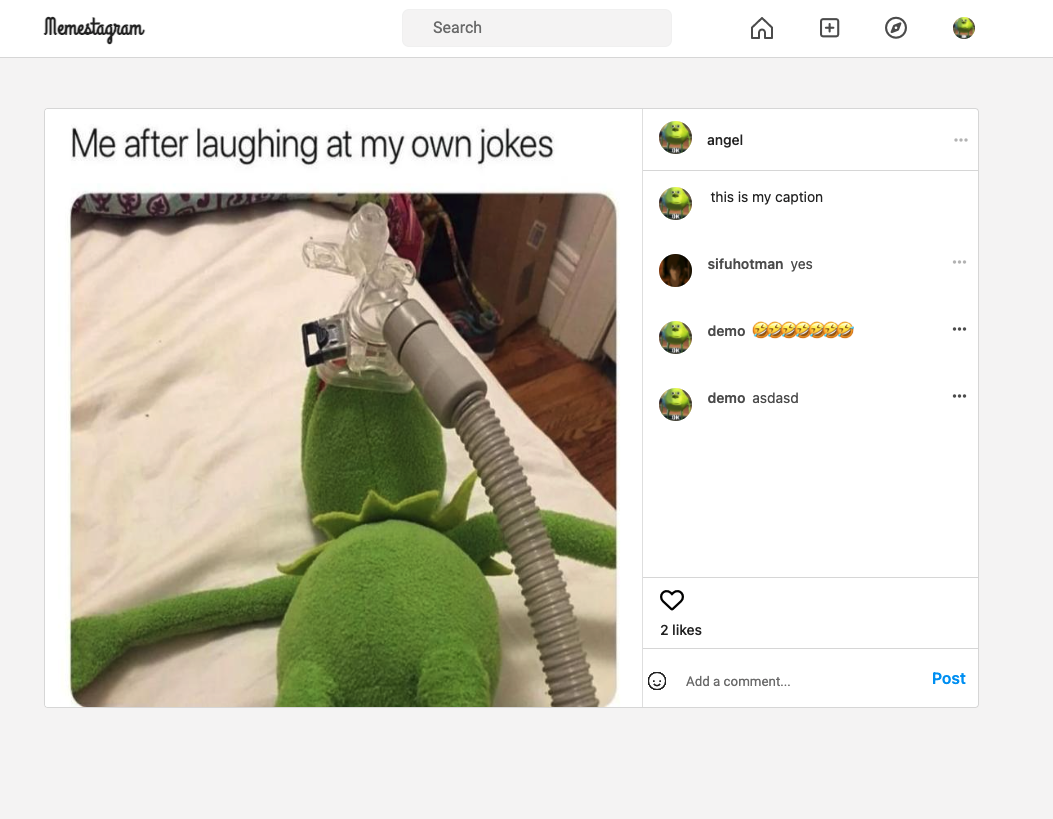 Memestagram
Search
Me after laughing at my own jokes
angel
this is my caption
sifuhotman yes
demo 🤣🤣🤣🤣🤣🤣🤣
demo asdasd
2 likes
Add a comment...
Post